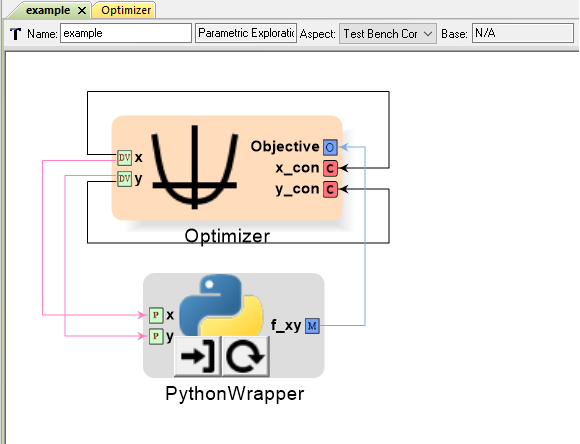 example × Optimizer
T Name: example Parametric Exploratio Aspect: Test Bench Cor Base: N/A
Objective O
DV x
x_con C
DV y
y_con C
Optimizer
P x
f_xy M
P y
PythonWrapper